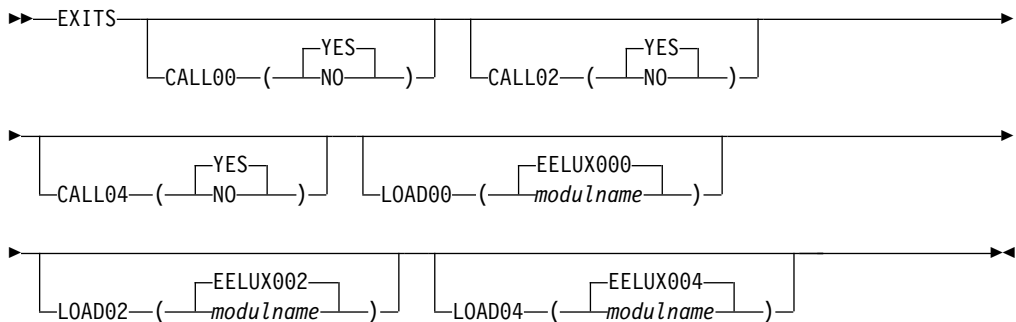 EXITS
YES YES
CALL00 ( NO ) CALL02 ( NO )
YES EELUX000
CALL04 ( NO ) LOAD00 ( modulname )
EELUX002 EELUX004
LOAD02 ( modulname ) LOAD04 ( modulname )